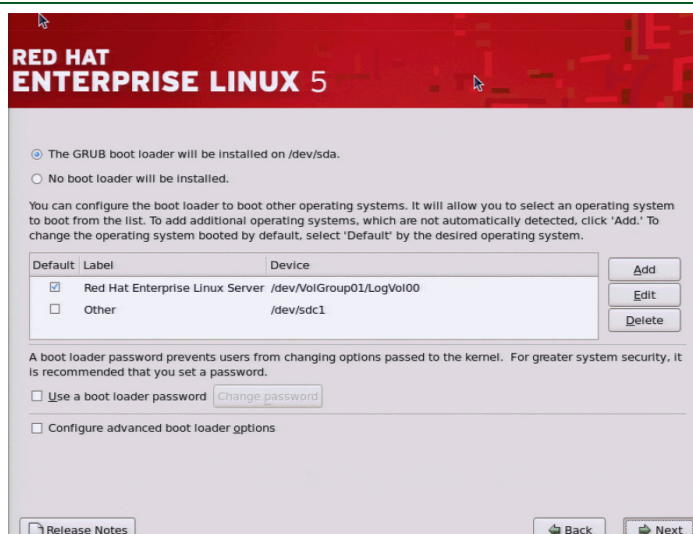 RED HAT
ENTERPRISE LINUX 5
The GRUB boot loader will be installed on /dev/sda.
No boot loader will be installed.
You can configure the boot loader to boot other operating systems. It will allow you to select an operating system
to boot from the list. To add additional operating systems, which are not automatically detected, click 'Add.' To
change the operating system booted by default, select 'Default' by the desired operating system.
Default Label Device
Red Hat Enterprise Linux Server /dev/VolGroup01/LogVol00
Other /dev/sdc1
Add
Edit
Delete
A boot loader password prevents users from changing options passed to the kernel. For greater system security, it
is recommended that you set a password.
Use a boot loader password Change password
Configure advanced boot loader options
Release Notes Back Next